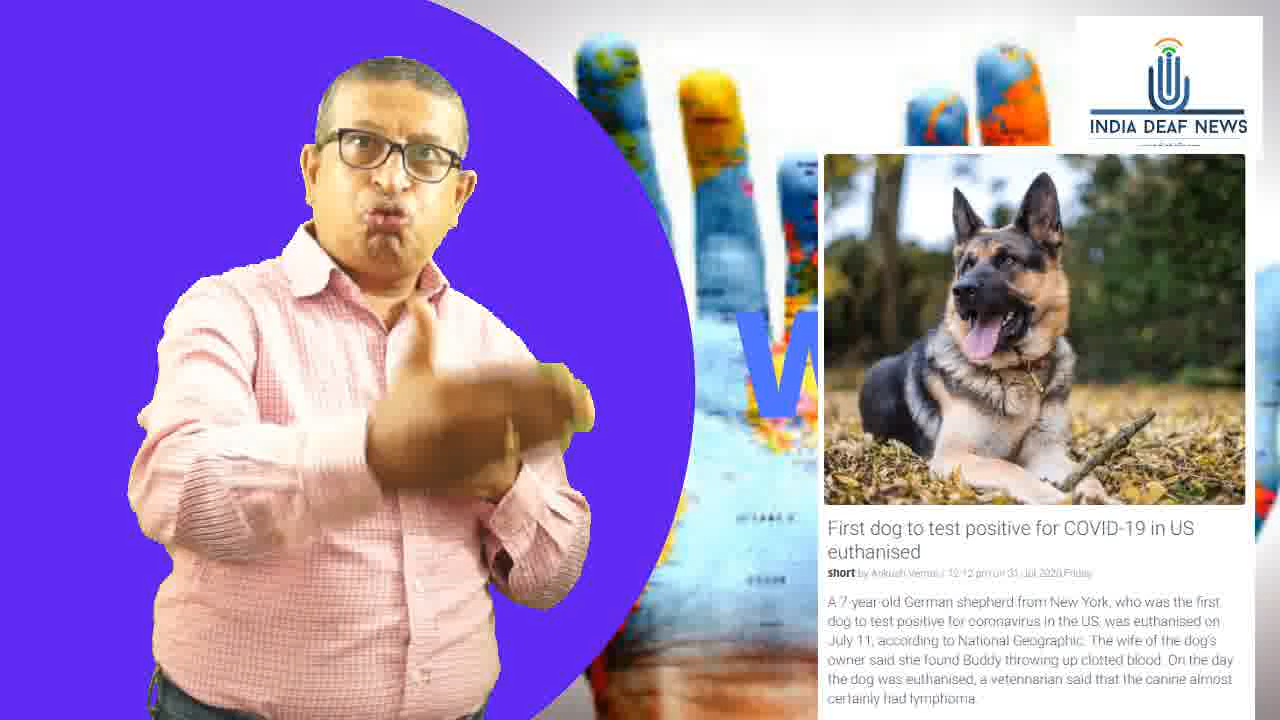 INDIA DEAF NEWS
W
First dog to test positive for COVID-19 in US
euthanised
short by Ankush Verma / 12:12 pm on 31 Jul 2020,Friday
A 7-year-old German shepherd from New York, who was the first
dog to test positive for coronavirus in the US, was euthanised on
July 11, according to National Geographic. The wife of the dog's
owner said she found Buddy throwing up clotted blood. On the day
the dog was euthanised, a veterinarian said that the canine almost
certainly had lymphoma.